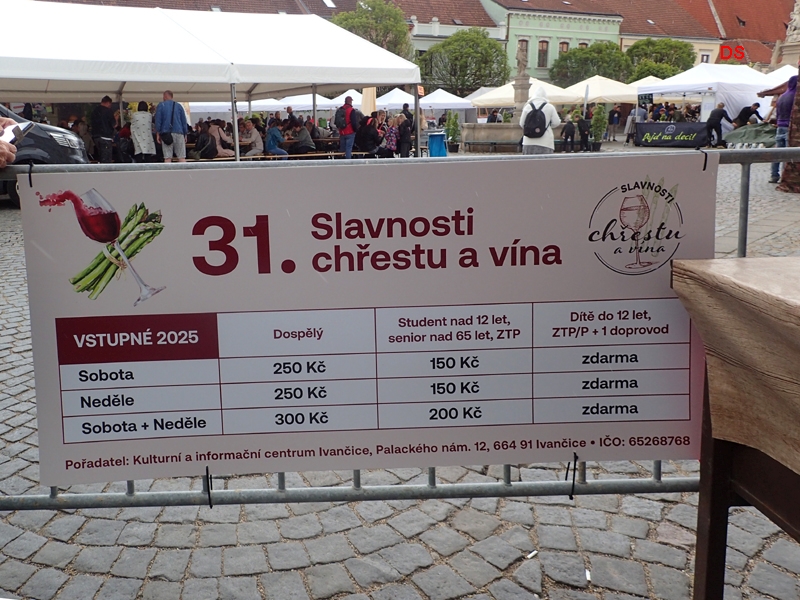 DS
Pojď na deci!
31. Slavnosti
chřestu a vína
SLAVNOSTI
chřestu
a vína
VSTUPNÉ 2025
Dospělý
Student nad 12 let,
senior nad 65 let, ZTP
Dítě do 12 let,
ZTP/P + 1 doprovod
Sobota 250 Kč 150 Kč zdarma
Neděle 250 Kč 150 Kč zdarma
Sobota + Neděle 300 Kč 200 Kč zdarma
Pořadatel: Kulturní a informační centrum Ivančice, Palackého nám. 12, 664 91 Ivančice • IČO: 65268768